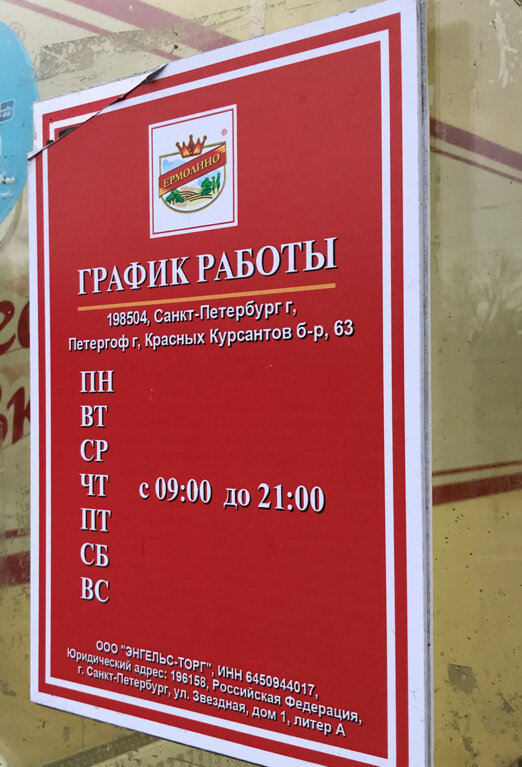 ЕРМОЛИНО
ГРАФИК РАБОТЫ
198504, Санкт-Петербург г,
Петергоф г, Красных Курсантов б-р, 63
ПН
ВТ
СР
ЧТ с 09:00 до 21:00
ПТ
СБ
ВС
ООО "ЭНГЕЛЬС-ТОРГ", ИНН 6450944017,
Юридический адрес: 196158, Российская Федерация,
г. Санкт-Петербург, ул. Звездная, дом 1, литер А